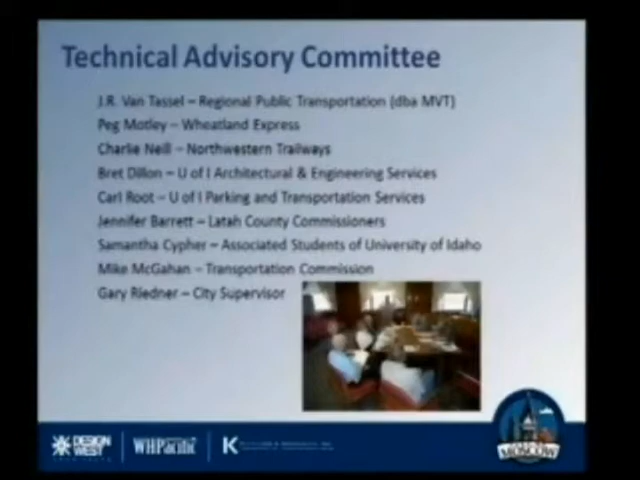 Technical Advisory Committee
J.R. Van Tassel – Regional Public Transportation (dba MVT)
Peg Motley – Wheatland Express
Charlie Neill – Northwestern Trailways
Bret Dillon – U of I Architectural & Engineering Services
Carl Root – U of I Parking and Transportation Services
Jennifer Barrett – Latah County Commissioners
Samantha Cypher – Associated Students of University of Idaho
Mike McGahan – Transportation Commission
Gary Riedner – City Supervisor
DESIGN
WEST
WHPacific
K
MOSCOW